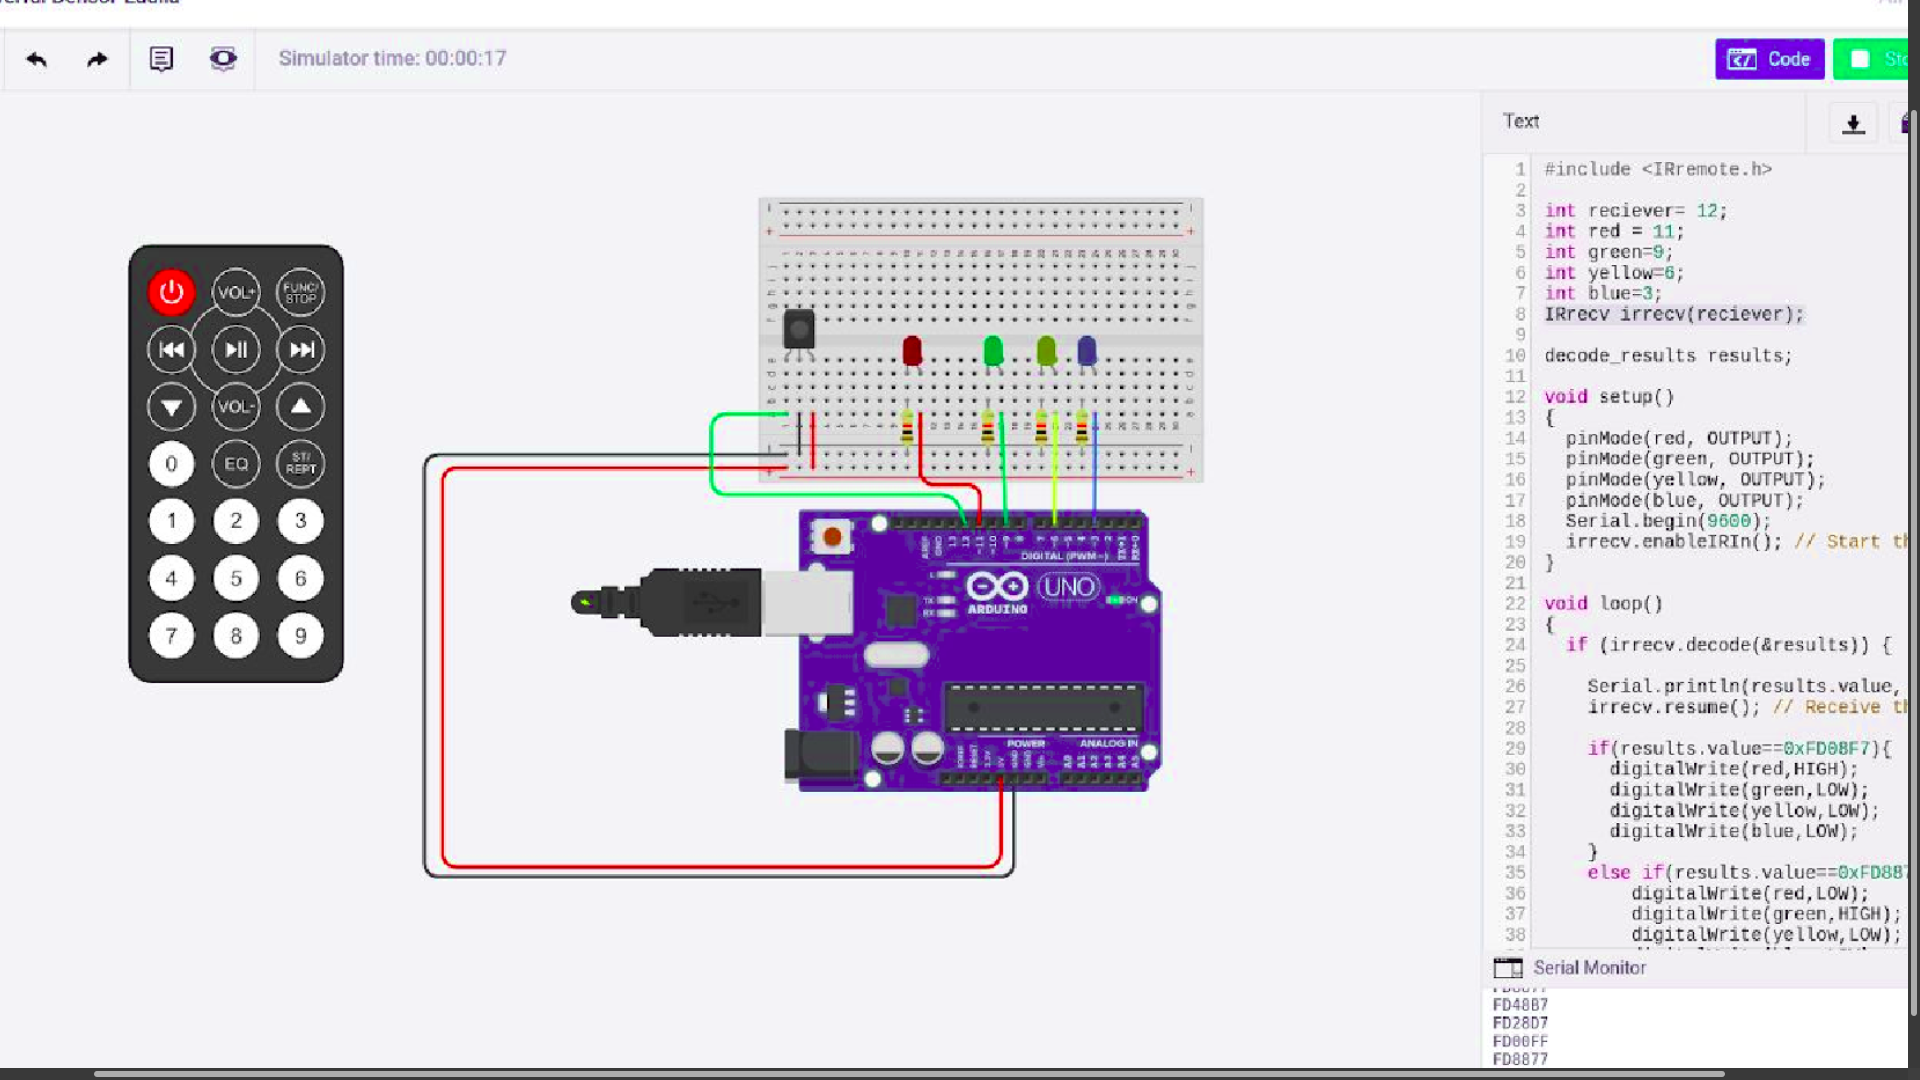 Simulator time: 00:00:17
Code
Text
1 #include <IRremote.h>
2
3 int reciever= 12;
4 int red = 11;
5 int green=9;
6 int yellow=6;
7 int blue=3;
8 IRrecv irrecv(reciever);
9
10 decode_results results;
11
12 void setup()
13 {
14 pinMode(red, OUTPUT);
15 pinMode(green, OUTPUT);
16 pinMode(yellow, OUTPUT);
17 pinMode(blue, OUTPUT);
18 Serial.begin(9600);
19 irrecv.enableIRIn(); // Start
20 }
21
22 void loop()
23 {
24 if (irrecv.decode(&results)) {
25
26 Serial.println(results.value,
27 irrecv.resume(); // Receive
28
29 if(results.value==0xFD08F7){
30 digitalWrite(red,HIGH);
31 digitalWrite(green,LOW);
32 digitalWrite(yellow,LOW);
33 digitalWrite(blue,LOW);
34 }
35 else if(results.value==0xFD88
36 digitalWrite(red,LOW);
37 digitalWrite(green,HIGH);
38 digitalWrite(yellow,LOW);
Serial Monitor
FD48B7
FD28D7
FD00FF
FD8877
VOL+
FUNC/
STOP
VOL-
0 EQ ST/
REPT
1 2 3
4 5 6
7 8 9
DIGITAL (PWM~)
UNO
ARDUINO
TX
RX
ON
POWER ANALOG IN